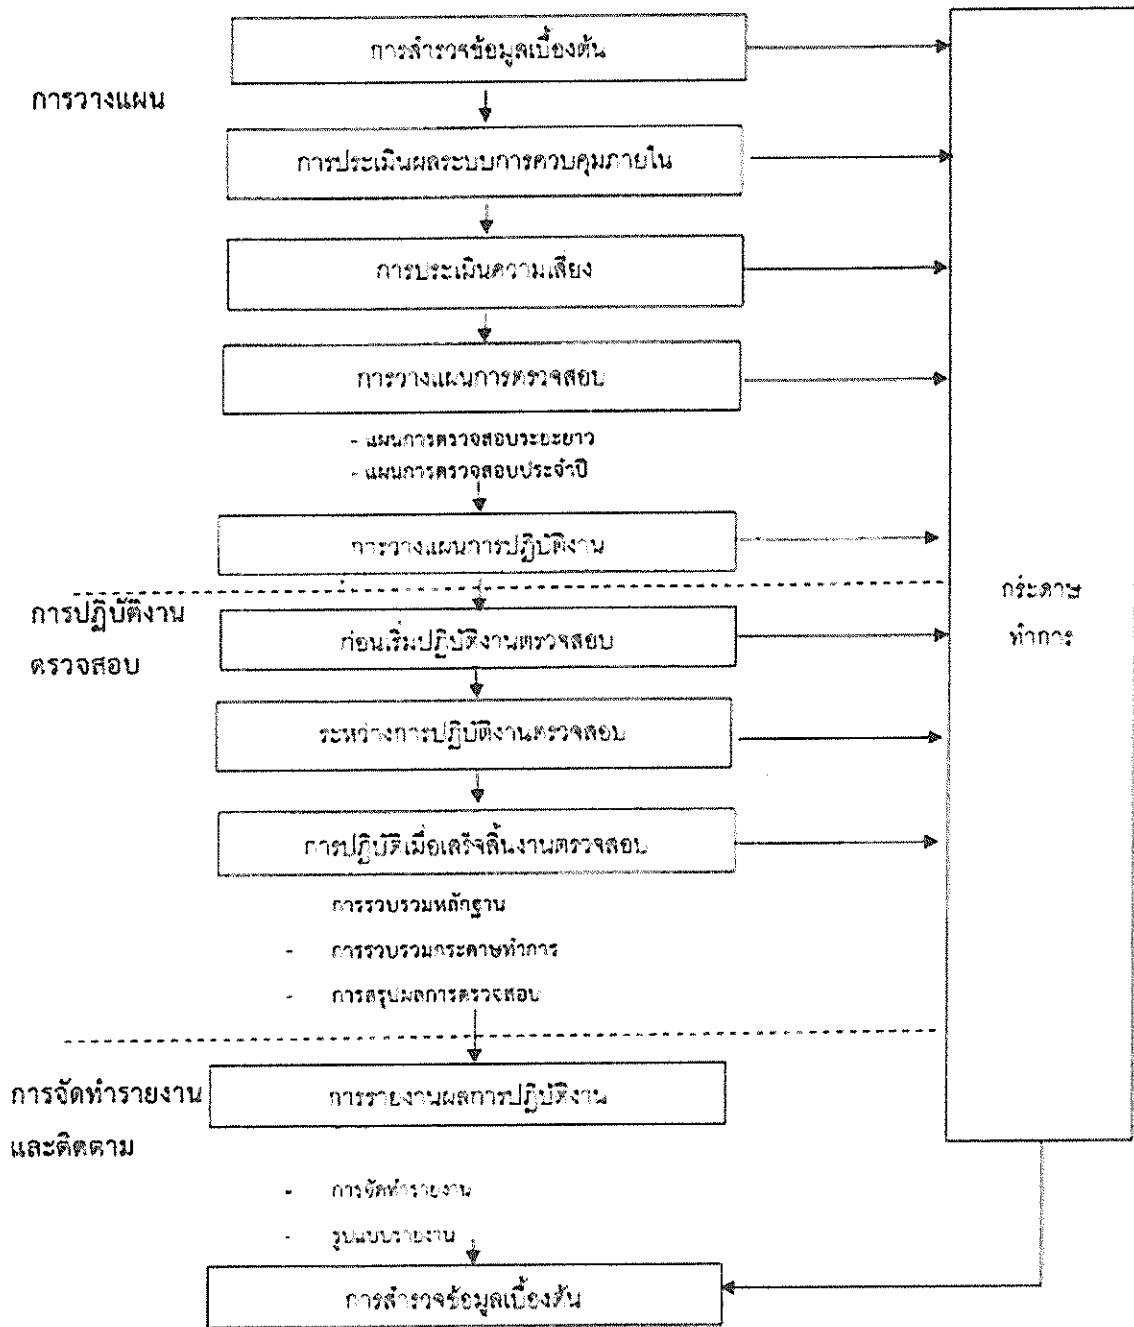 การสำรวจข้อมูลเบื้องต้น
การวางแผน
การประเมินผลระบบการควบคุมภายใน
การประเมินความเสี่ยง
การวางแผนการตรวจสอบ
- แผนการตรวจสอบระยะยาว
- แผนการตรวจสอบประจำปี
การวางแผนการปฏิบัติงาน
การปฏิบัติงาน
ตรวจสอบ
ก่อนเริ่มปฏิบัติงานตรวจสอบ
กระดาษ
ทำการ
ระหว่างการปฏิบัติงานตรวจสอบ
การปฏิบัติเมื่อเสร็จสิ้นงานตรวจสอบ
การรวบรวมหลักฐาน
- การรวบรวมกระดาษทำการ
- การสรุปผลการตรวจสอบ
การจัดทำรายงาน
และติดตาม
การรายงานผลการปฏิบัติงาน
- การจัดทำรายงาน
- รูปแบบรายงาน
การสำรวจข้อมูลเบื้องต้น